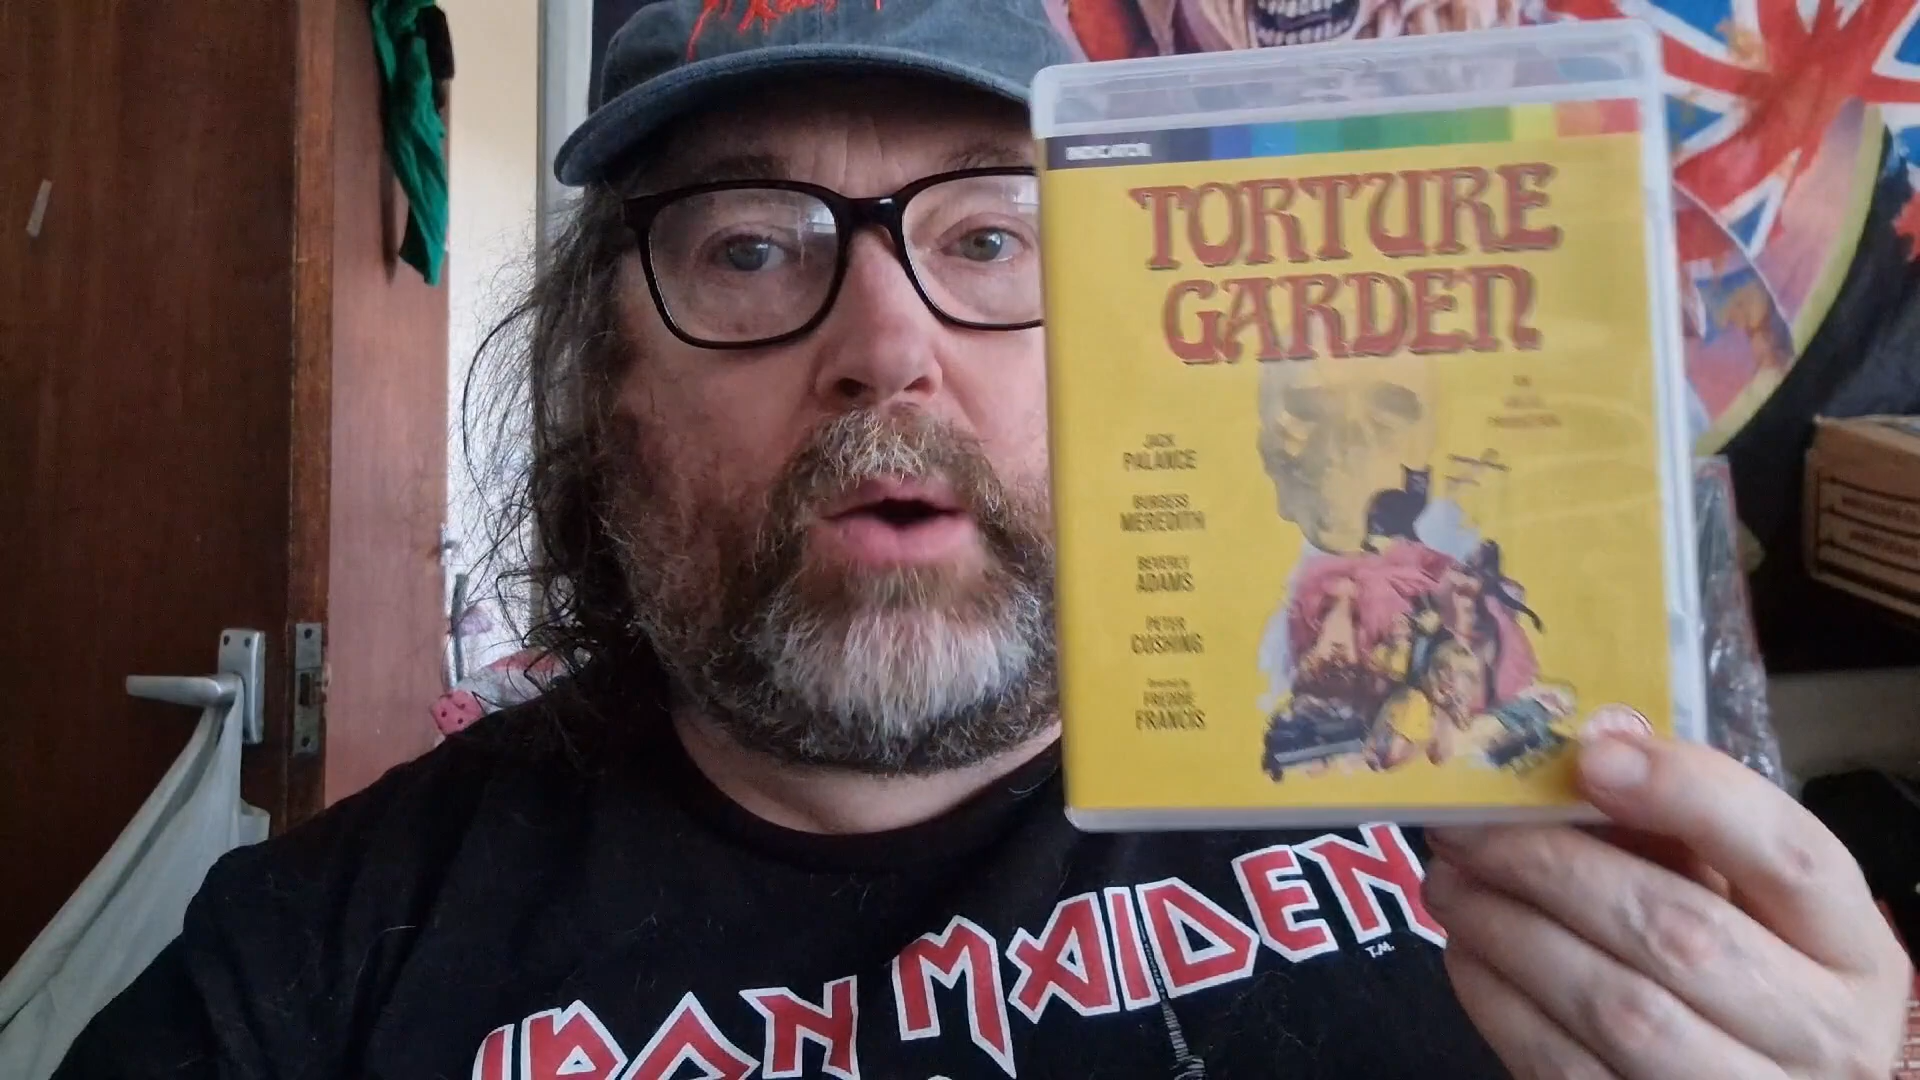 INDICATOR
TORTURE
GARDEN
JACK
PALANCE
BURGESS
MEREDITH
BEVERLY
ADAMS
PETER
CUSHING
FREDDIE
FRANCIS
IRON MAIDEN
T.M.